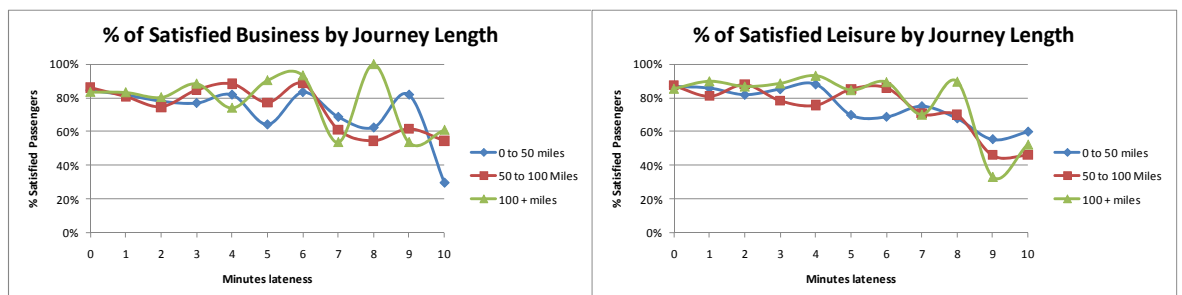 % of Satisfied Business by Journey Length
100%
80%
60%
40%
20%
0%
% Satisfied Passengers
0 1 2 3 4 5 6 7 8 9 10
Minutes lateness
0 to 50 miles
50 to 100 Miles
100 + miles
% of Satisfied Leisure by Journey Length
100%
80%
60%
40%
20%
0%
% Satisfied Passengers
0 1 2 3 4 5 6 7 8 9 10
Minutes lateness
0 to 50 miles
50 to 100 Miles
100 + miles